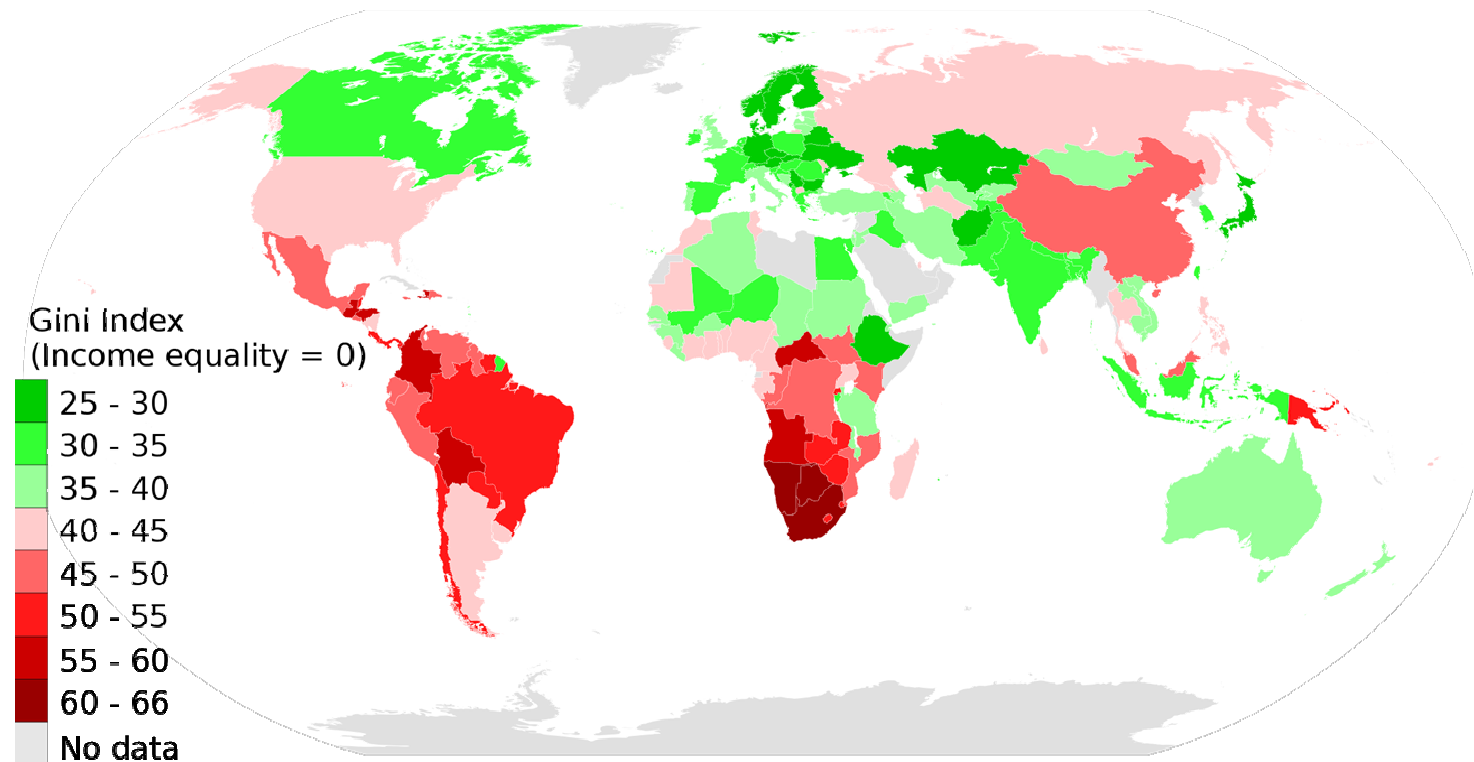 Gini Index
(Income equality = 0)
25 - 30
30 - 35
35 - 40
40 - 45
45 - 50
50 - 55
55 - 60
60 - 66
No data